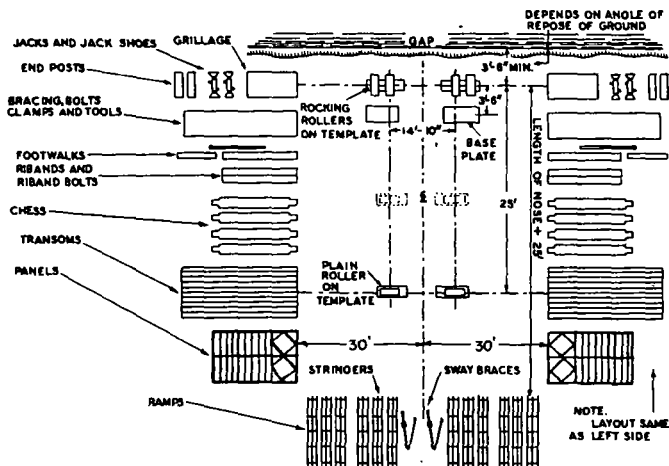 DEPENDS ON ANGLE OF
REPOSE OF GROUND
GAP
JACKS AND JACK SHOES
GRILLAGE
3'-6" MIN.
END POSTS
ROCKING
ROLLERS
ON TEMPLATE
3'-6"
BRACING, BOLTS
CLAMPS AND TOOLS
14'-10"
BASE
PLATE
FOOTWALKS
RIBANDS AND
RIBAND BOLTS
LENGTH OF NOSE + 25'
25'
CHESS
TRANSOMS
PLAIN
ROLLER
ON
TEMPLATE
PANELS
30'
30'
STRINGERS
SWAY BRACES
RAMPS
NOTE.
LAYOUT SAME
AS LEFT SIDE